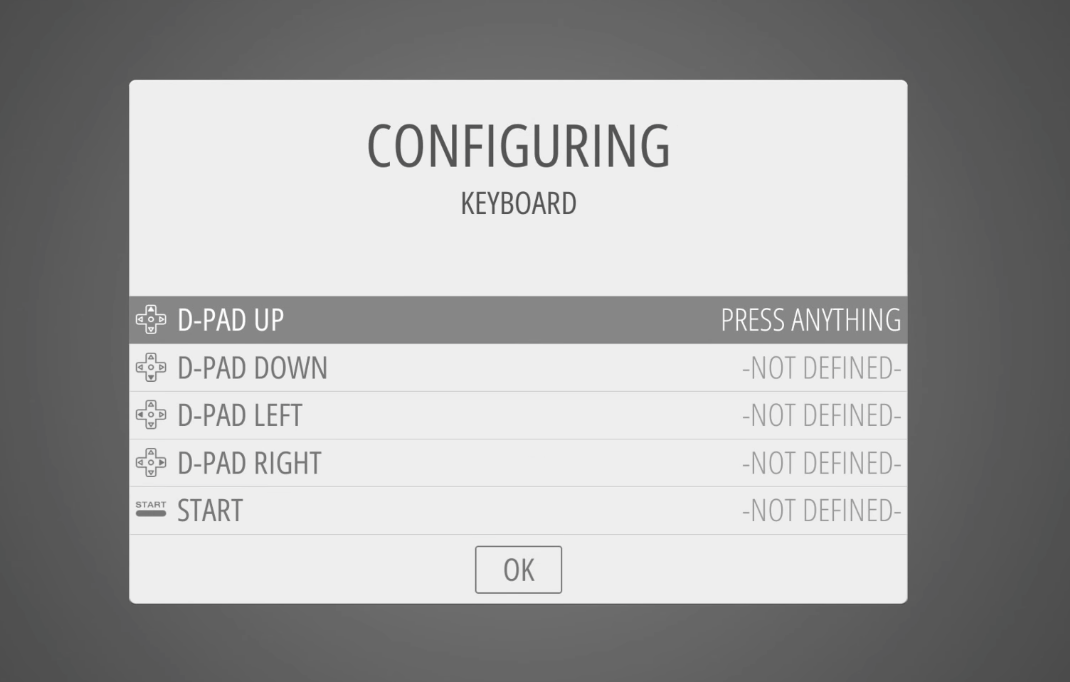 CONFIGURING
KEYBOARD
D-PAD UP PRESS ANYTHING
D-PAD DOWN -NOT DEFINED-
D-PAD LEFT -NOT DEFINED-
D-PAD RIGHT -NOT DEFINED-
START START -NOT DEFINED-
OK